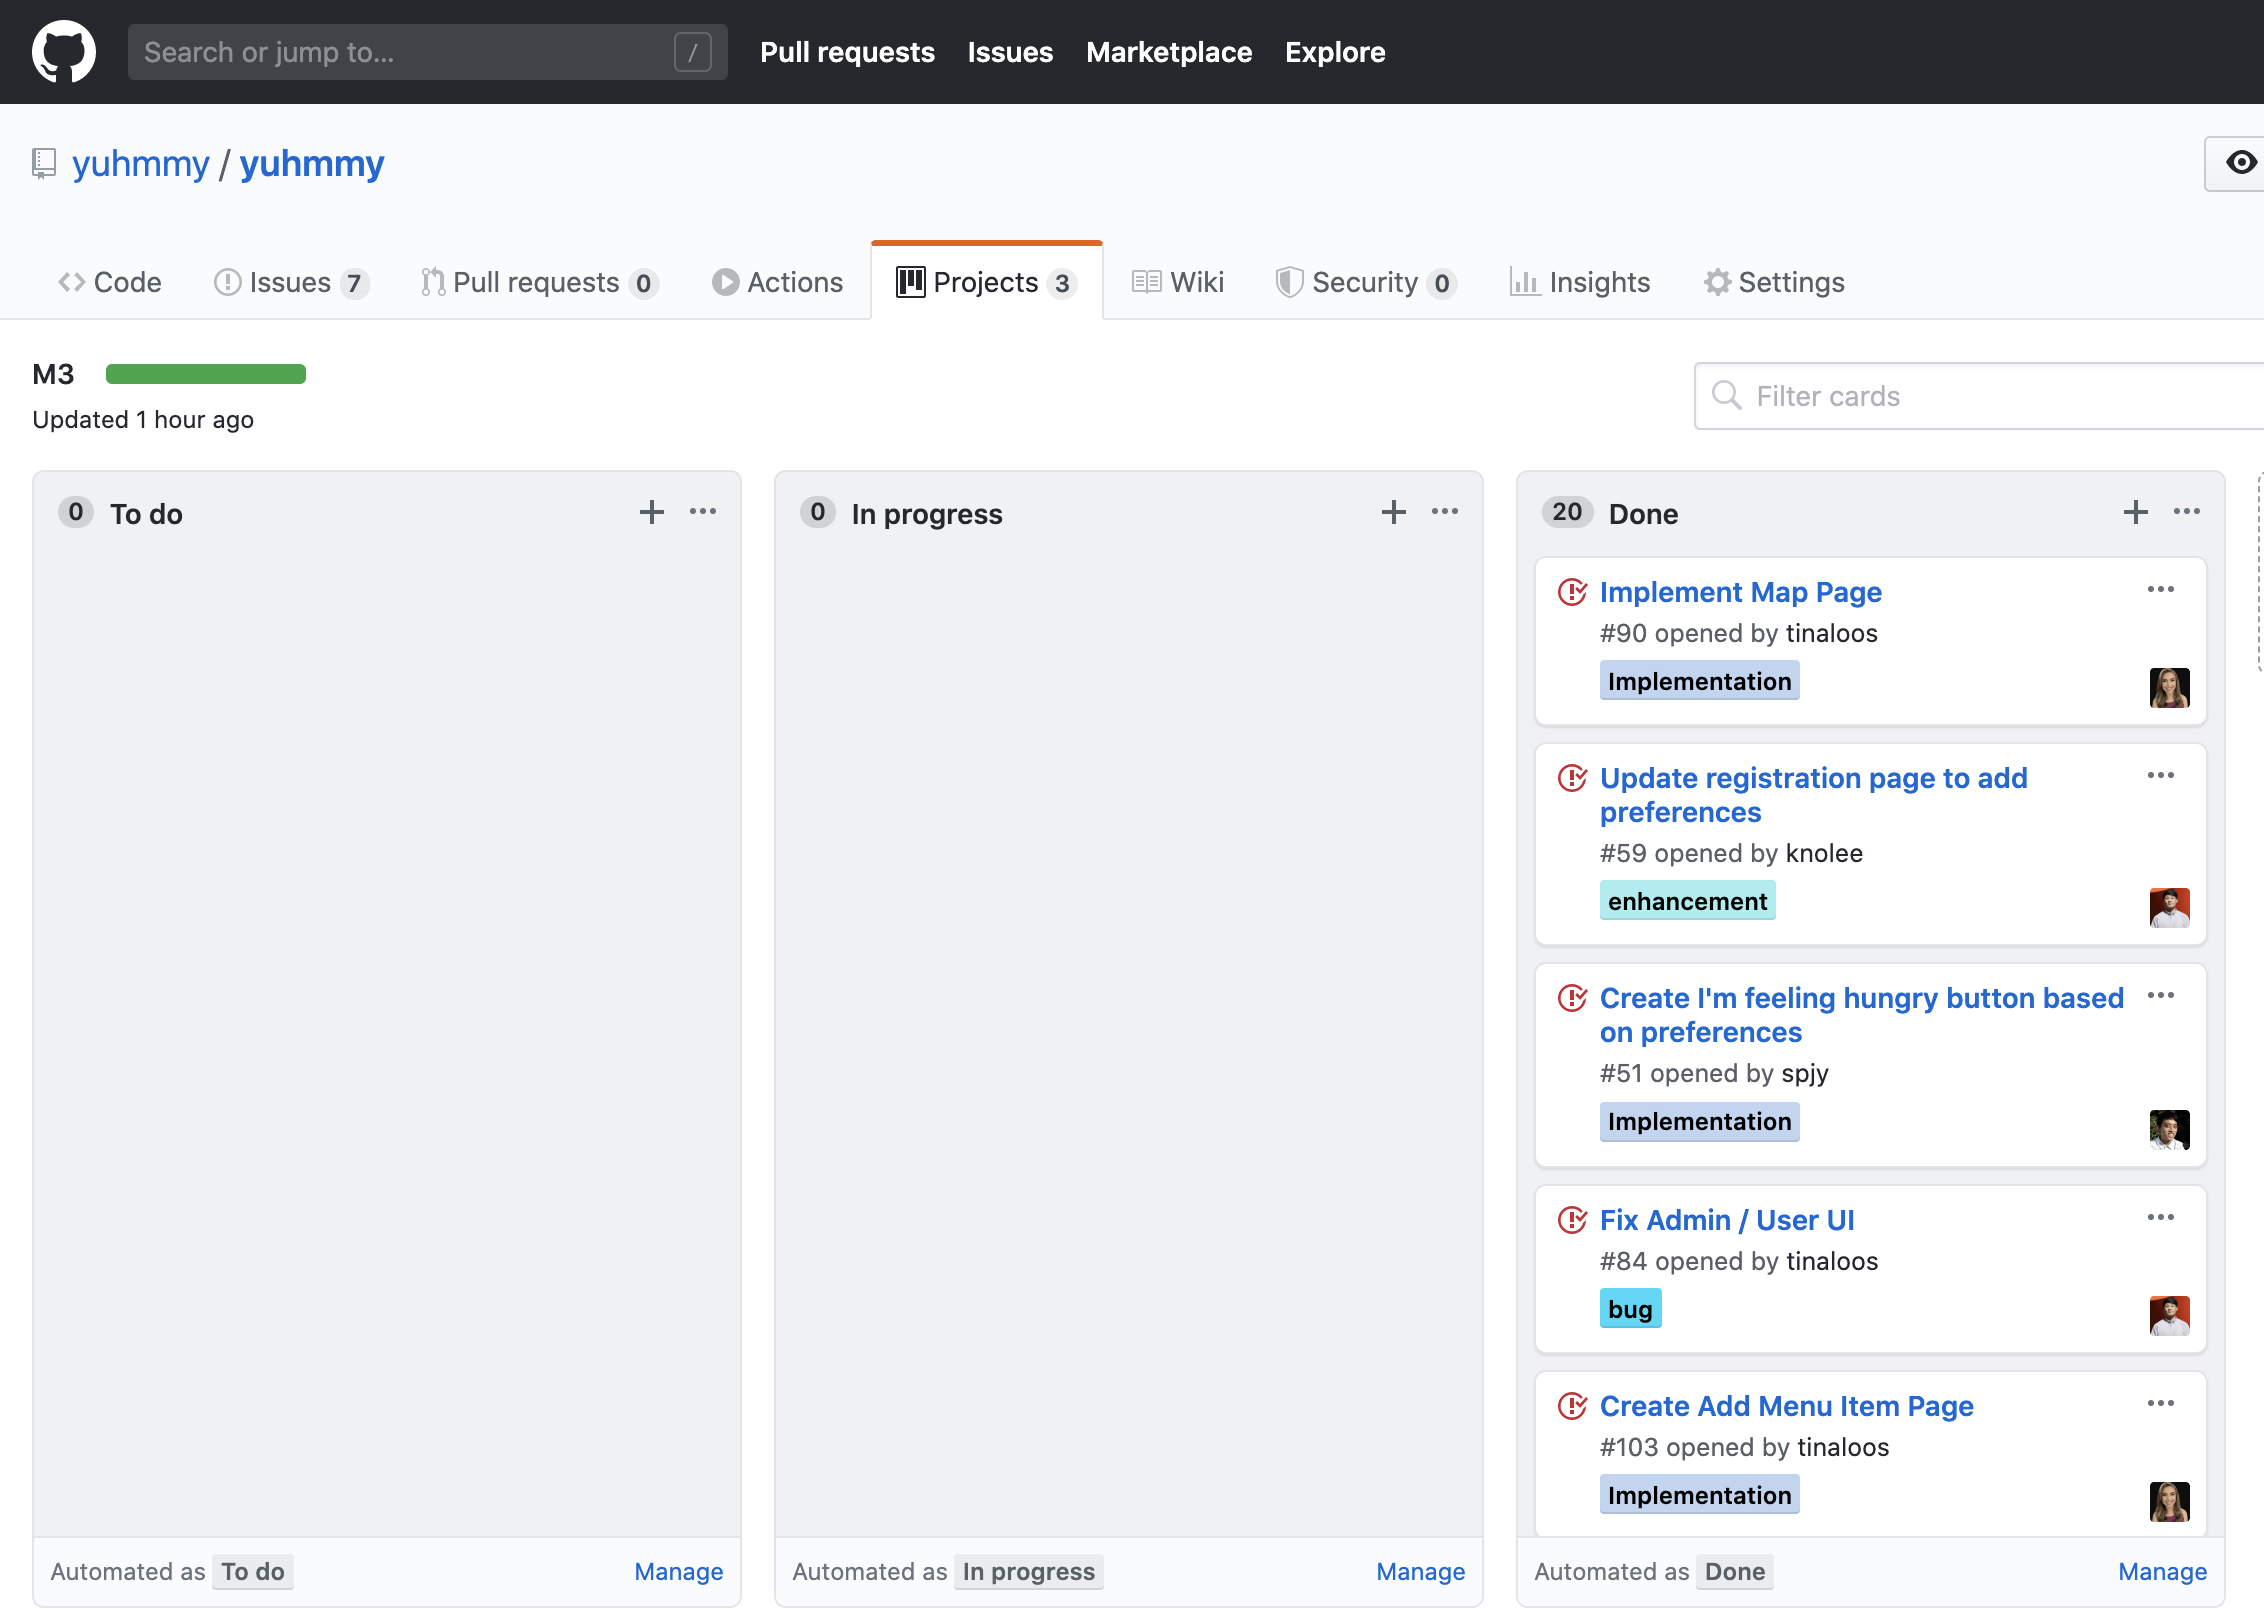 Search or jump to...
/
Pull requests Issues Marketplace Explore
yuhmmy / yuhmmy
Code Issues 7 Pull requests 0 Actions Projects 3 Wiki Security 0 Insights Settings
M3
Updated 1 hour ago
Filter cards
0 To do
0 In progress
20 Done
Implement Map Page
#90 opened by tinaloos
Implementation
Update registration page to add
preferences
#59 opened by knolee
enhancement
Create I'm feeling hungry button based
on preferences
#51 opened by spjy
Implementation
Fix Admin / User UI
#84 opened by tinaloos
bug
Create Add Menu Item Page
#103 opened by tinaloos
Implementation
Automated as To do Manage
Automated as In progress Manage
Automated as Done Manage